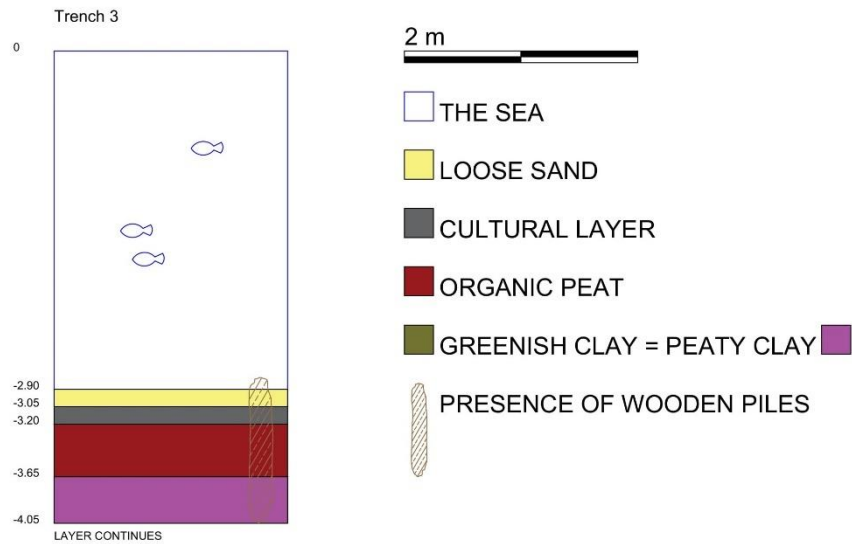 Trench 3
0
-2.90
-3.05
-3.20
-3.65
-4.05
LAYER CONTINUES
2 m
THE SEA
LOOSE SAND
CULTURAL LAYER
ORGANIC PEAT
GREENISH CLAY = PEATY CLAY
PRESENCE OF WOODEN PILES